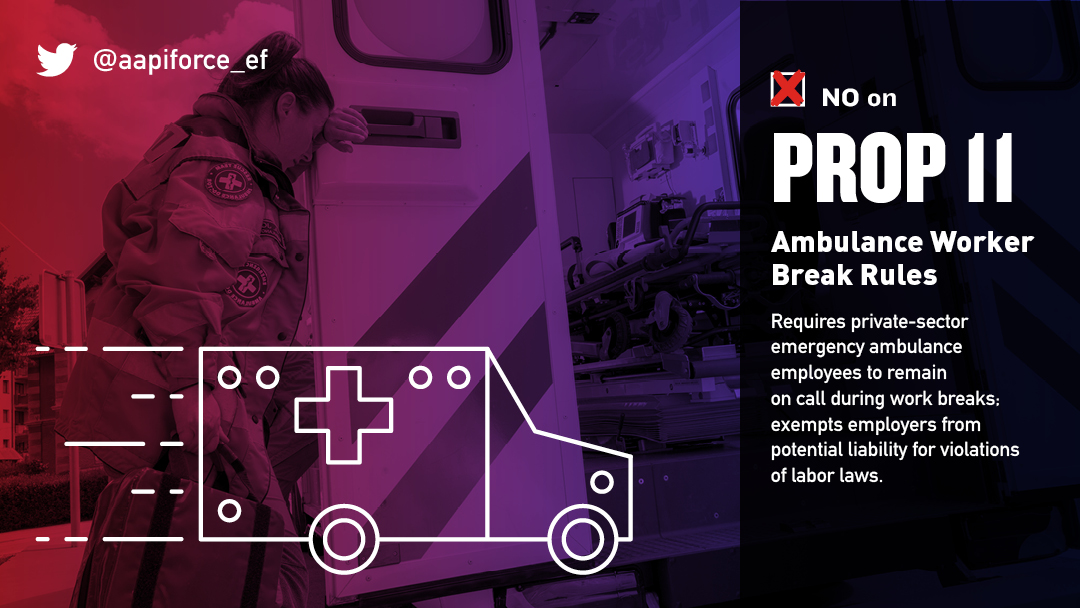 @aapiforce_ef
NO on
PROP 11
Ambulance Worker
Break Rules
Requires private-sector
emergency ambulance
employees to remain
on call during work breaks;
exempts employers from
potential liability for violations
of labor laws.